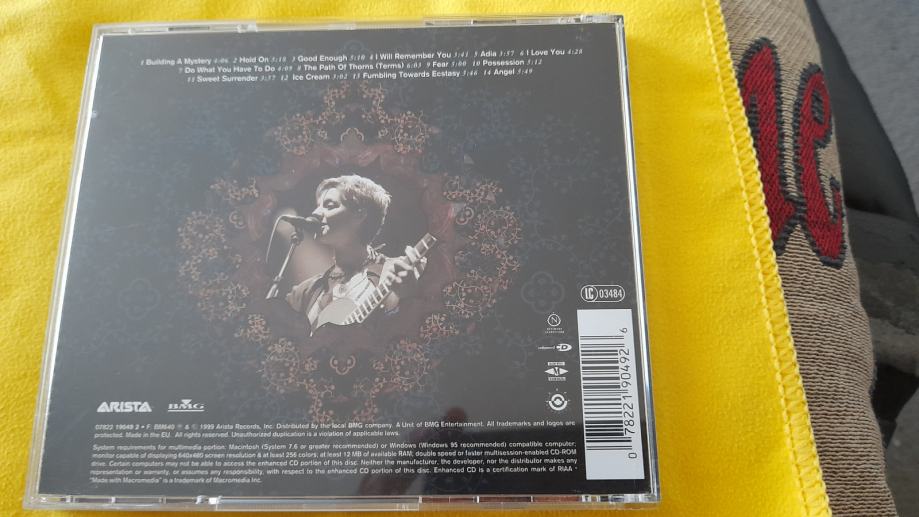 1 Building A Mystery 4:06 2 Hold On 5:18 3 Good Enough 5:10 4 I Will Remember You 3:41 5 Adia 3:57 6 I Love You 4:28
7 Do What You Have To Do 4:09 8 The Path Of Thorns (Terms) 6:03 9 Fear 5:00 10 Possession 5:12
11 Sweet Surrender 3:57 12 Ice Cream 3:02 13 Fumbling Towards Ecstasy 5:46 14 Angel 5:49
LC 03484
N
NETTWERK
enhanced CD
M
ARISTA BMG
07822 19049 2 • F: BM640 ℗ & © 1999 Arista Records, Inc. Distributed by the local BMG company. A Unit of BMG Entertainment. All trademarks and logos are
protected. Made in the EU. All rights reserved. Unauthorized duplication is a violation of applicable laws.
System requirements for multimedia portion: Macintosh (System 7.6 or greater recommended) or Windows (Windows 95 recommended) compatible computer;
monitor capable of displaying 640x480 screen resolution & at least 256 colors; at least 12 MB of available RAM; double speed or faster multisession-enabled CD-ROM
drive. Certain computers may not be able to access the enhanced CD portion of this disc. Neither the manufacturer, the developer, nor the distributor makes any
representation or warranty, or assumes any responsibility, with respect to the enhanced CD portion of this disc. Enhanced CD is a certification mark of RIAA •
"Made with Macromedia" is a trademark of Macromedia Inc.
0 78221 90492 6